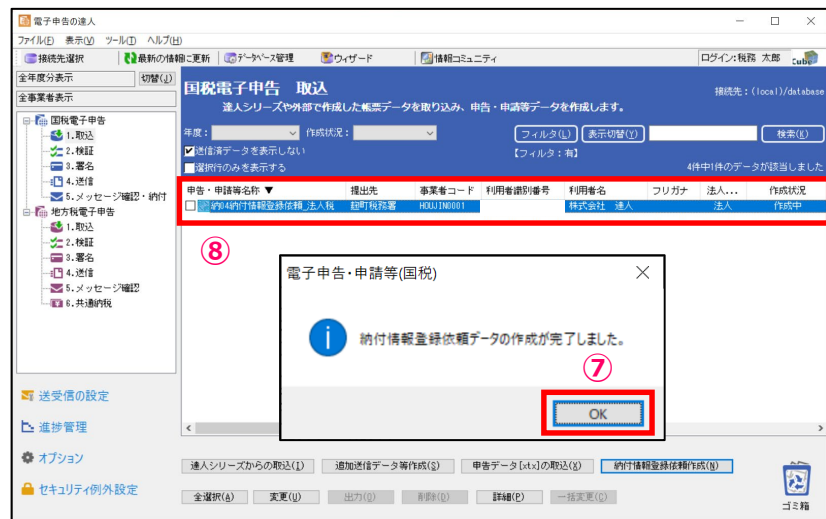 電子申告の達人
ファイル(F) 表示(V) ツール(T) ヘルプ(H)
接続先選択 最新の情報に更新 データベース管理 ウィザード 情報コミュニティ ログイン:税務 太郎 Cube
全年度分表示 切替(J)
全事業者表示
国税電子申告
1.取込
2.検証
3.署名
4.送信
5.メッセージ確認・納付
地方税電子申告
1.取込
2.検証
3.署名
4.送信
5.メッセージ確認
6.共通納税
送受信の設定
進捗管理
オプション
セキュリティ例外設定
国税電子申告 取込
達人シリーズや外部で作成した帳票データを取り込み、申告・申請等データを作成します。
接続先:(local)/database
年度: 作成状況: フィルタ(L) 表示切替(Y) 検索(K)
送信済データを表示しない 【フィルタ:有】
選択行のみを表示する 4件中1件のデータが該当しました
申告・申請等名称 ▼ 提出先 事業者コード 利用者識別番号 利用者名 フリガナ 法人... 作成状況
納04納付情報登録依頼_法人税 麹町税務署 HOUJIN0001 株式会社 達人 法人 作成中
⑧
電子申告・申請等(国税)
納付情報登録依頼データの作成が完了しました。
⑦
OK
達人シリーズからの取込(I) 追加送信データ等作成(S) 申告データ[xtx]の取込(X) 納付情報登録依頼作成(N)
全選択(A) 変更(U) 出力(O) 削除(D) 詳細(P) 一括変更(C)
ゴミ箱